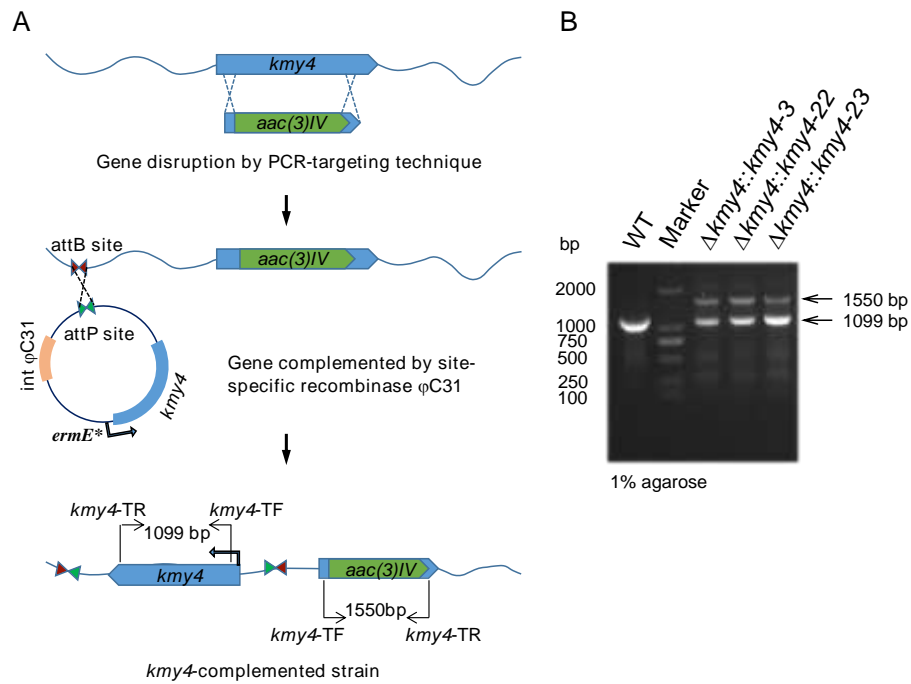 A
kmy4
aac(3)IV
Gene disruption by PCR-targeting technique
attB site
aac(3)IV
attP site
int φC31
kmy4
ermE*
Gene complemented by site-
specific recombinase φC31
kmy4-TR
kmy4-TF
1099 bp
kmy4
aac(3)IV
1550bp
kmy4-TF
kmy4-TR
kmy4-complemented strain
B
WT
Marker
Δkmy4::kmy4-3
Δkmy4::kmy4-22
Δkmy4::kmy4-23
bp
2000
1000
750
500
250
100
1550 bp
1099 bp
1% agarose